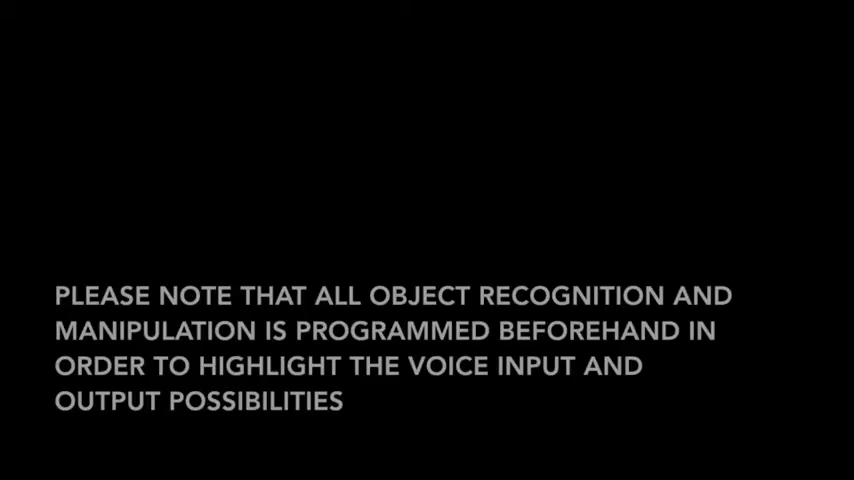 PLEASE NOTE THAT ALL OBJECT RECOGNITION AND
MANIPULATION IS PROGRAMMED BEFOREHAND IN
ORDER TO HIGHLIGHT THE VOICE INPUT AND
OUTPUT POSSIBILITIES